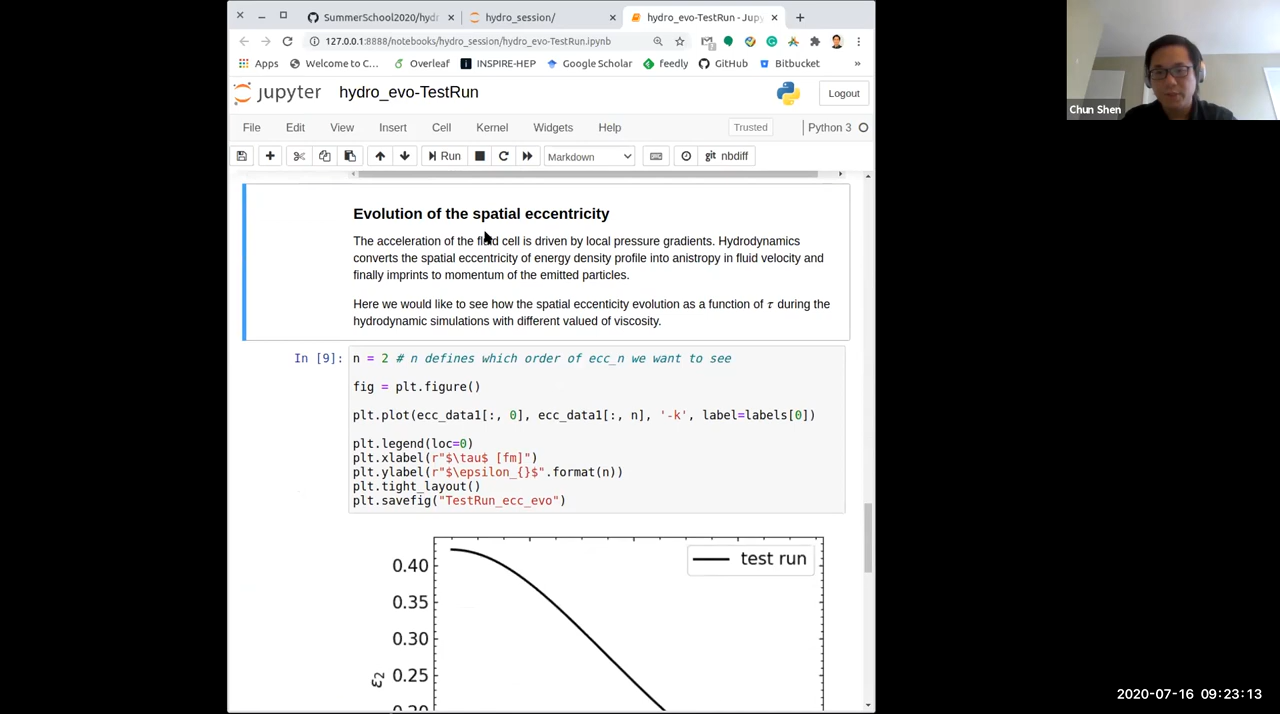 SummerSchool2020/hydr
hydro_session/
hydro_evo-TestRun - Jupy
127.0.0.1:8888/notebooks/hydro_session/hydro_evo-TestRun.ipynb
Apps
Welcome to C…
Overleaf
INSPIRE-HEP
Google Scholar
feedly
GitHub
Bitbucket
»
Chun Shen
jupyter
hydro_evo-TestRun
Logout
File Edit View Insert Cell Kernel Widgets Help
Trusted
Python 3
Run
Markdown
git nbdiff
Evolution of the spatial eccentricity
The acceleration of the fluid cell is driven by local pressure gradients. Hydrodynamics
converts the spatial eccentricity of energy density profile into anistropy in fluid velocity and
finally imprints to momentum of the emitted particles.
Here we would like to see how the spatial eccenticity evolution as a function of τ during the
hydrodynamic simulations with different valued of viscosity.
In [9]:
n = 2 # n defines which order of ecc_n we want to see
fig = plt.figure()
plt.plot(ecc_data1[:, 0], ecc_data1[:, n], '-k', label=labels[0])
plt.legend(loc=0)
plt.xlabel(r"$\tau$ [fm]")
plt.ylabel(r"$\epsilon_{}$".format(n))
plt.tight_layout()
plt.savefig("TestRun_ecc_evo")
test run
0.40
0.35
0.30
0.25
ε2
0.20
2020-07-16 09:23:13